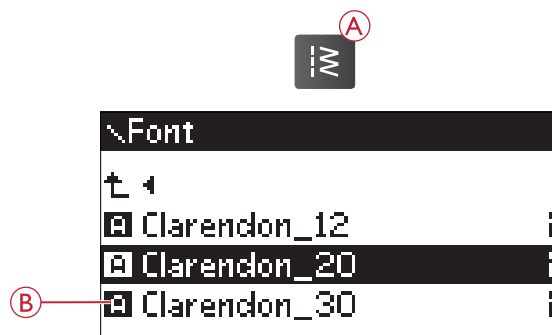 A
\Font
A Clarendon_12
A Clarendon_20
B
A Clarendon_30